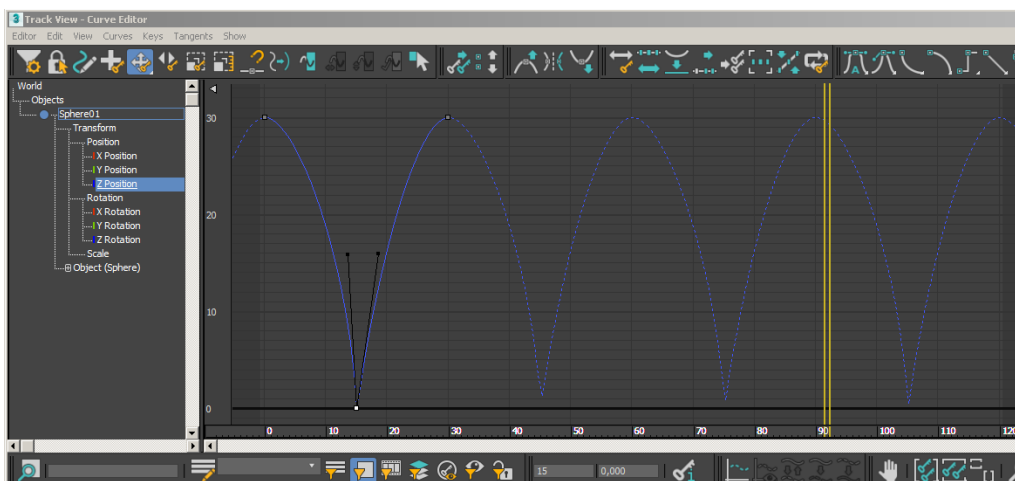 3 Track View - Curve Editor
Editor Edit View Curves Keys Tangents Show
World
Objects
Sphere01
Transform
Position
X Position
Y Position
Z Position
Rotation
X Rotation
Y Rotation
Z Rotation
Scale
Object (Sphere)
30
20
10
0
0 10 20 30 40 50 60 70 80 90 100 110 120
15 0,000